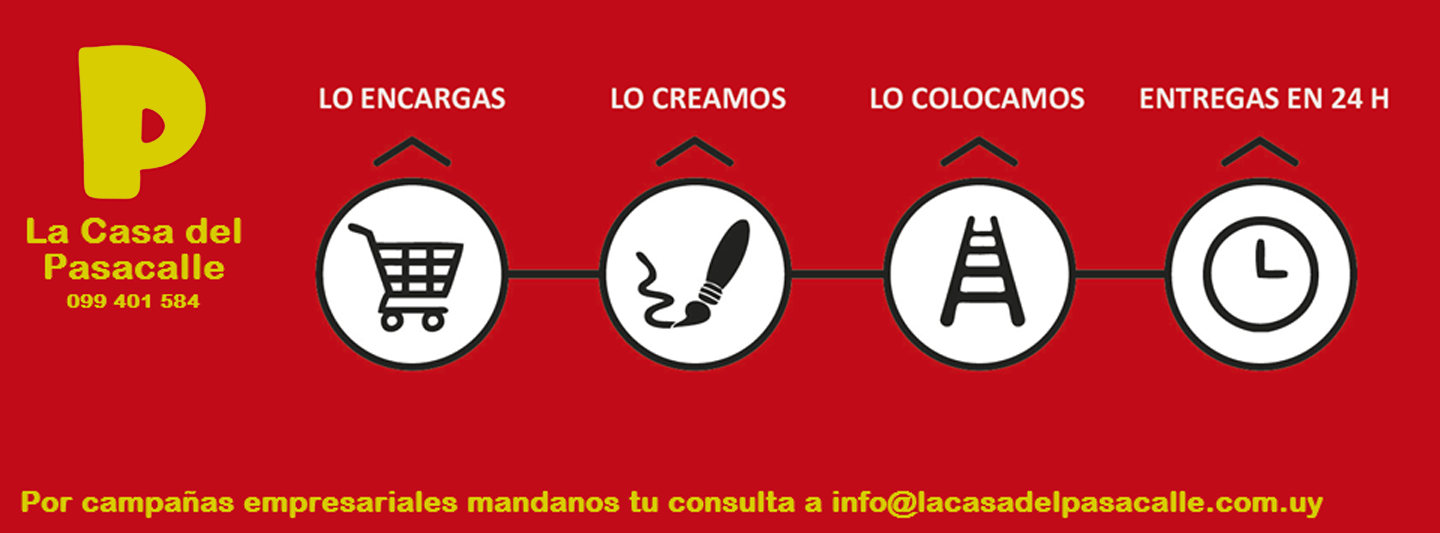 P
La Casa del
Pasacalle
099 401 584
LO ENCARGAS
LO CREAMOS
LO COLOCAMOS
ENTREGAS EN 24 H
Por campañas empresariales mandanos tu consulta a info@lacasadelpasacalle.com.uy